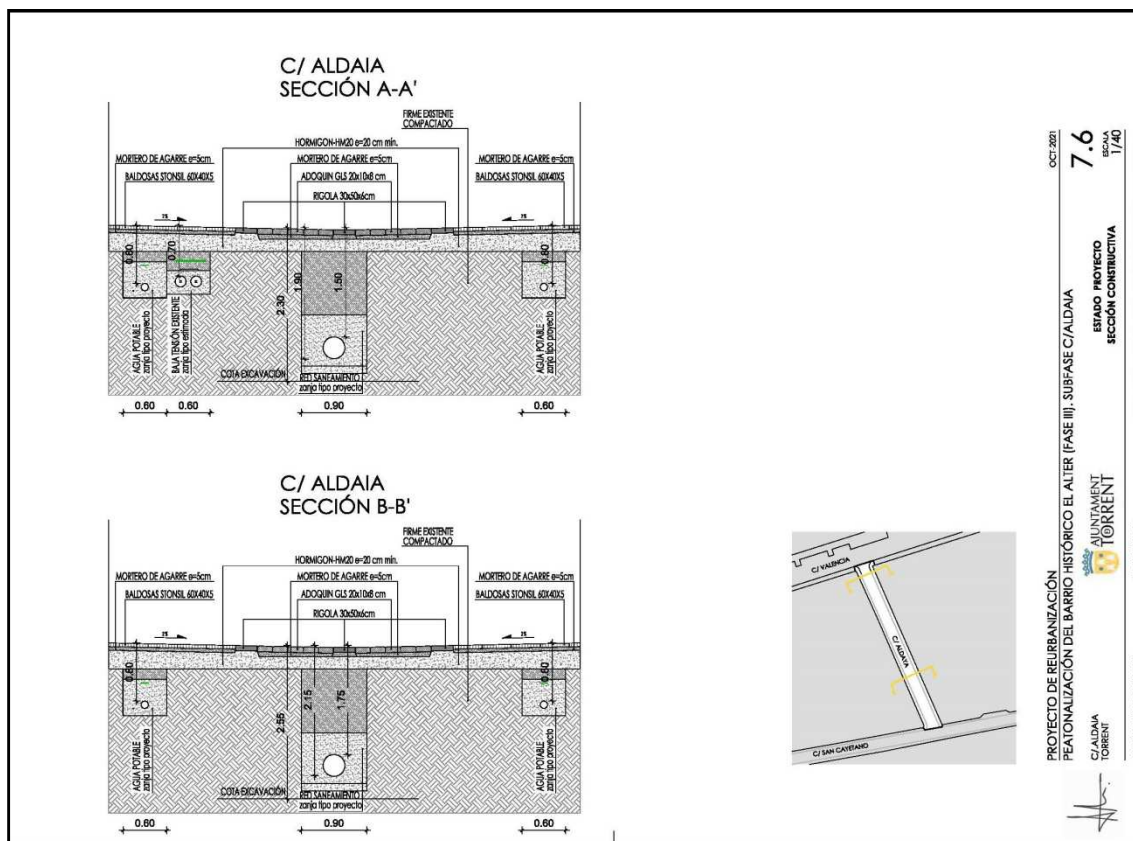 C/ ALDAIA
SECCIÓN A-A'
FIRME EXISTENTE
COMPACTADO
HORMIGON-HM20 e=20 cm mín.
MORTERO DE AGARRE e=5cm
MORTERO DE AGARRE e=5cm
MORTERO DE AGARRE e=5cm
BALDOSAS STONSIL 60X40X5
ADOQUIN GLS 20x10x8 cm
BALDOSAS STONSIL 60X40X5
RIGOLA 30x50x6cm
0.80
0.70
2.30
1.90
1.50
0.80
AGUA POTABLE
zanja tipo proyecto
BAJA TENSIÓN EXISTENTE
zanja tipo estimada
COTA EXCAVACIÓN
RED SANEAMIENTO
zanja tipo proyecto
AGUA POTABLE
zanja tipo proyecto
0.60
0.60
0.90
0.60
C/ ALDAIA
SECCIÓN B-B'
FIRME EXISTENTE
COMPACTADO
HORMIGON-HM20 e=20 cm mín.
MORTERO DE AGARRE e=5cm
MORTERO DE AGARRE e=5cm
MORTERO DE AGARRE e=5cm
BALDOSAS STONSIL 60X40X5
ADOQUIN GLS 20x10x8 cm
BALDOSAS STONSIL 60X40X5
RIGOLA 30x50x6cm
0.80
2.55
2.15
1.75
0.80
AGUA POTABLE
zanja tipo proyecto
COTA EXCAVACIÓN
RED SANEAMIENTO
zanja tipo proyecto
AGUA POTABLE
zanja tipo proyecto
0.60
0.90
0.60
C/ VALENCIA
C/ ALDAYA
C/ SAN CAYETANO
PROYECTO DE REURBANIZACIÓN
PEATONALIZACIÓN DEL BARRIO HISTÓRICO EL ALTER (FASE III). SUBFASE C/ALDAIA
C/ALDAIA
TORRENT
AJUNTAMENT
TORRENT
ESTADO PROYECTO
SECCIÓN CONSTRUCTIVA
OCT-2021
7.6
ESCALA
1/40